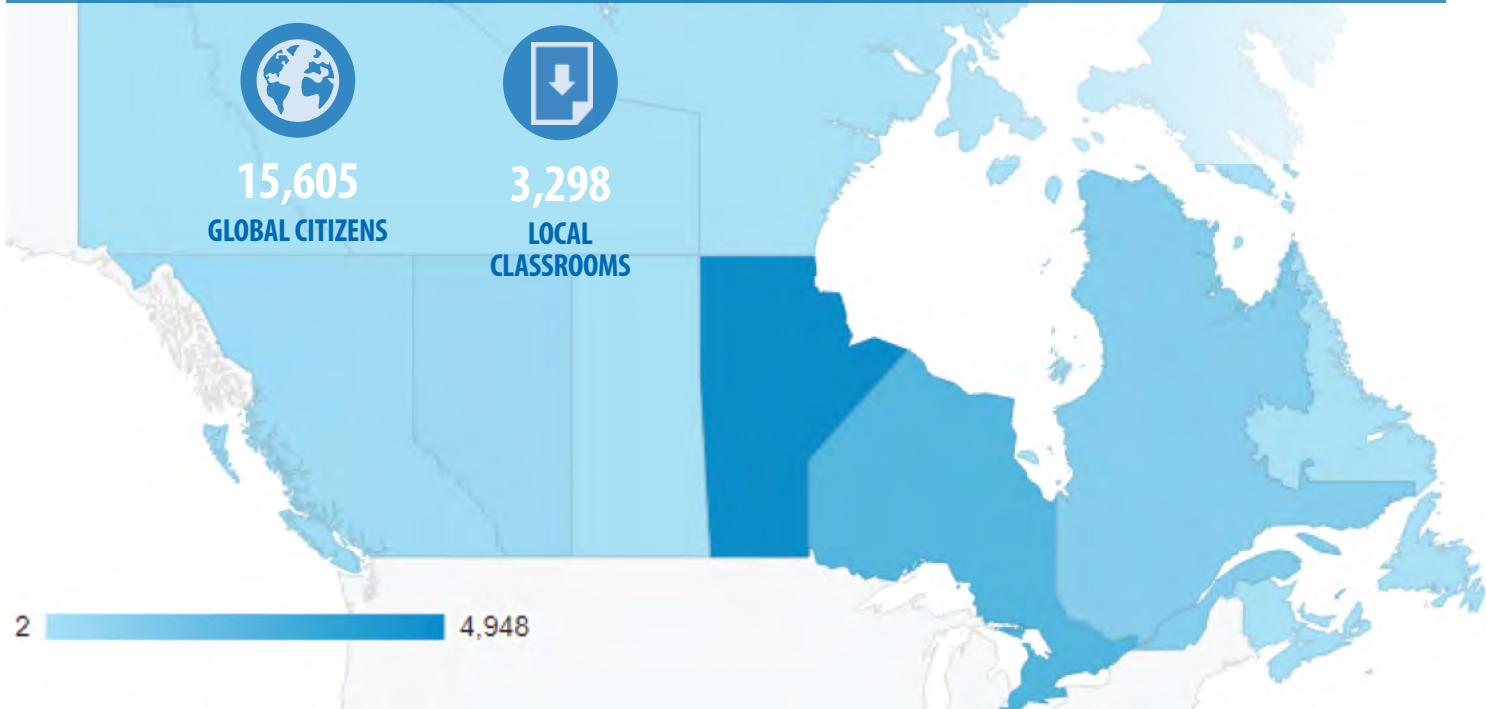 15,605
GLOBAL CITIZENS
3,298
LOCAL
CLASSROOMS
2
4,948